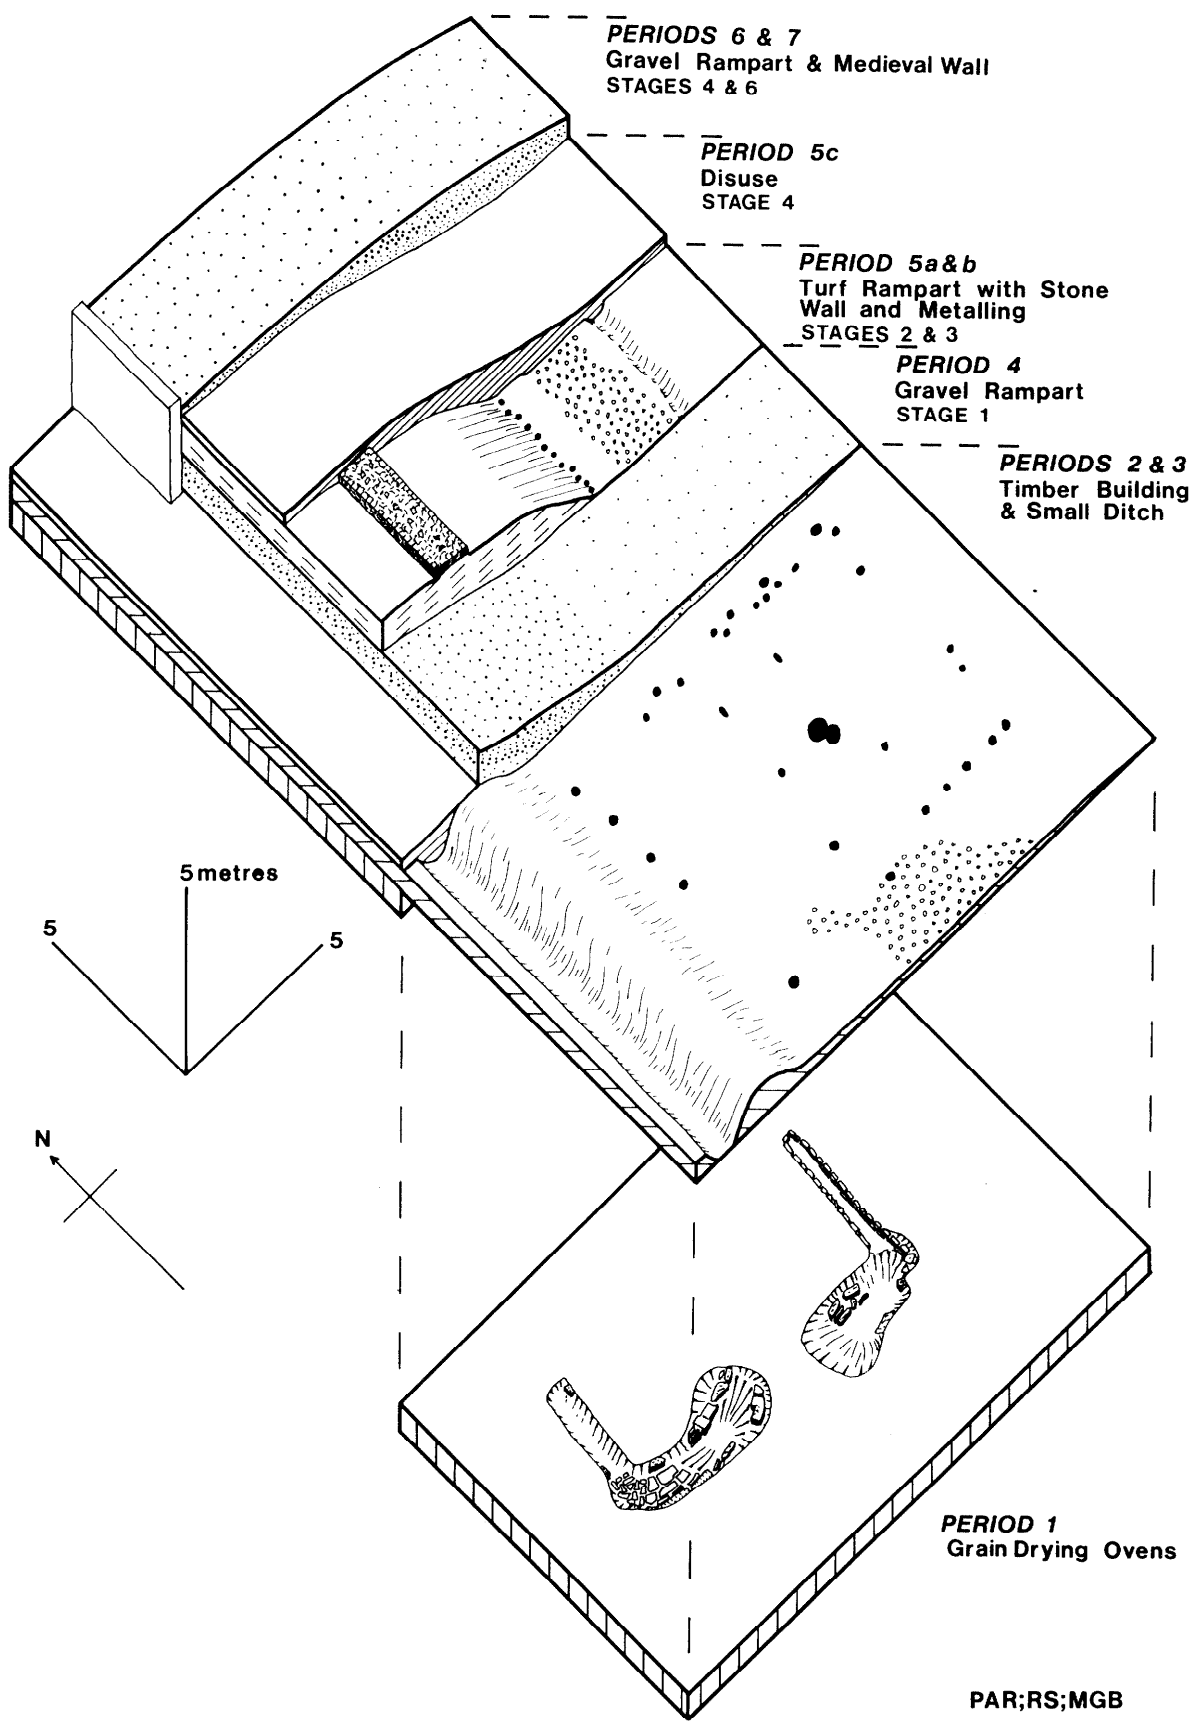 PERIODS 6 & 7
Gravel Rampart & Medieval Wall
STAGES 4 & 6
PERIOD 5c
Disuse
STAGE 4
PERIOD 5a&b
Turf Rampart with Stone
Wall and Metalling
STAGES 2 & 3
PERIOD 4
Gravel Rampart
STAGE 1
PERIODS 2 & 3
Timber Building
& Small Ditch
5 metres
5
5
N
PERIOD 1
Grain Drying Ovens
PAR;RS;MGB